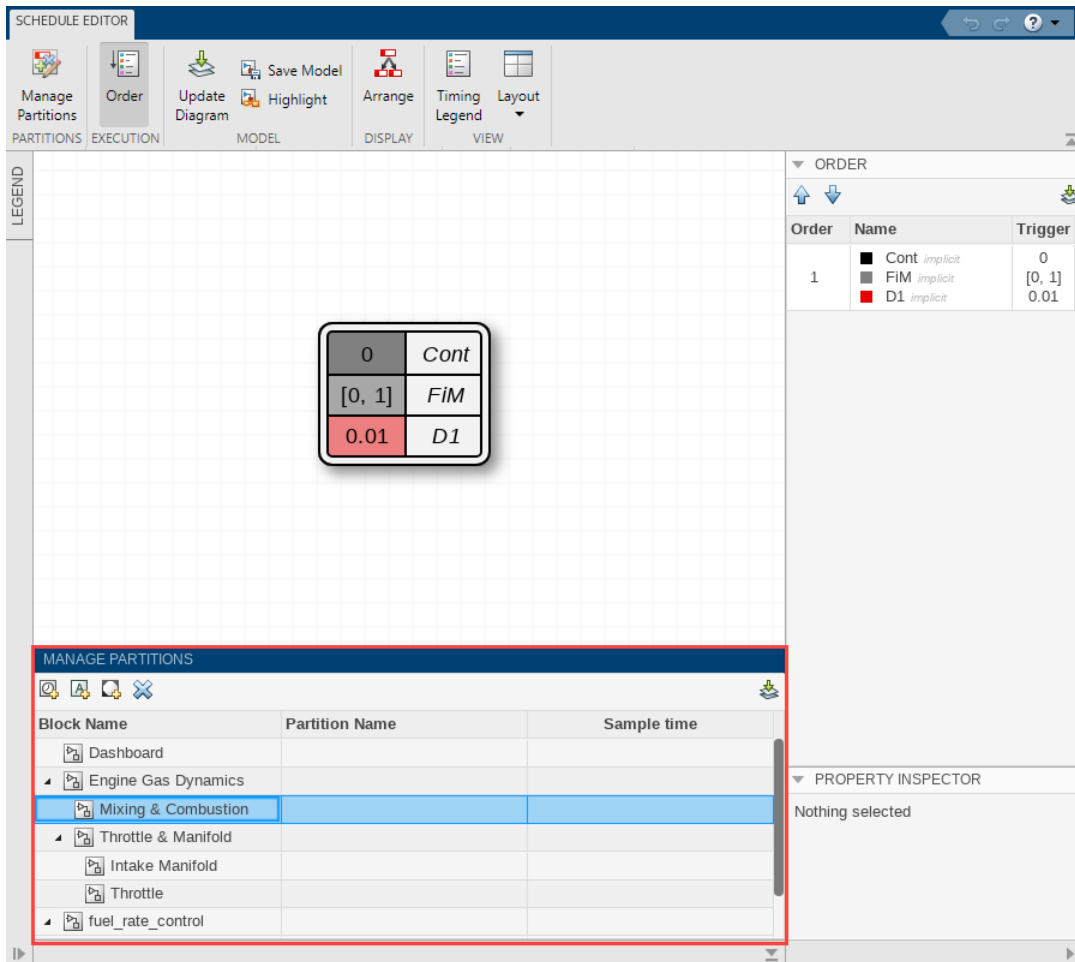 SCHEDULE EDITOR
?
Manage Partitions
Order
Update Diagram
Save Model
Highlight
Arrange
Timing Legend
Layout
PARTITIONS EXECUTION MODEL DISPLAY VIEW
LEGEND
0 Cont
[0, 1] FiM
0.01 D1
ORDER
Order Name Trigger
1
Cont implicit 0
FiM implicit [0, 1]
D1 implicit 0.01
MANAGE PARTITIONS
Block Name Partition Name Sample time
Dashboard
Engine Gas Dynamics
Mixing & Combustion
Throttle & Manifold
Intake Manifold
Throttle
fuel_rate_control
PROPERTY INSPECTOR
Nothing selected